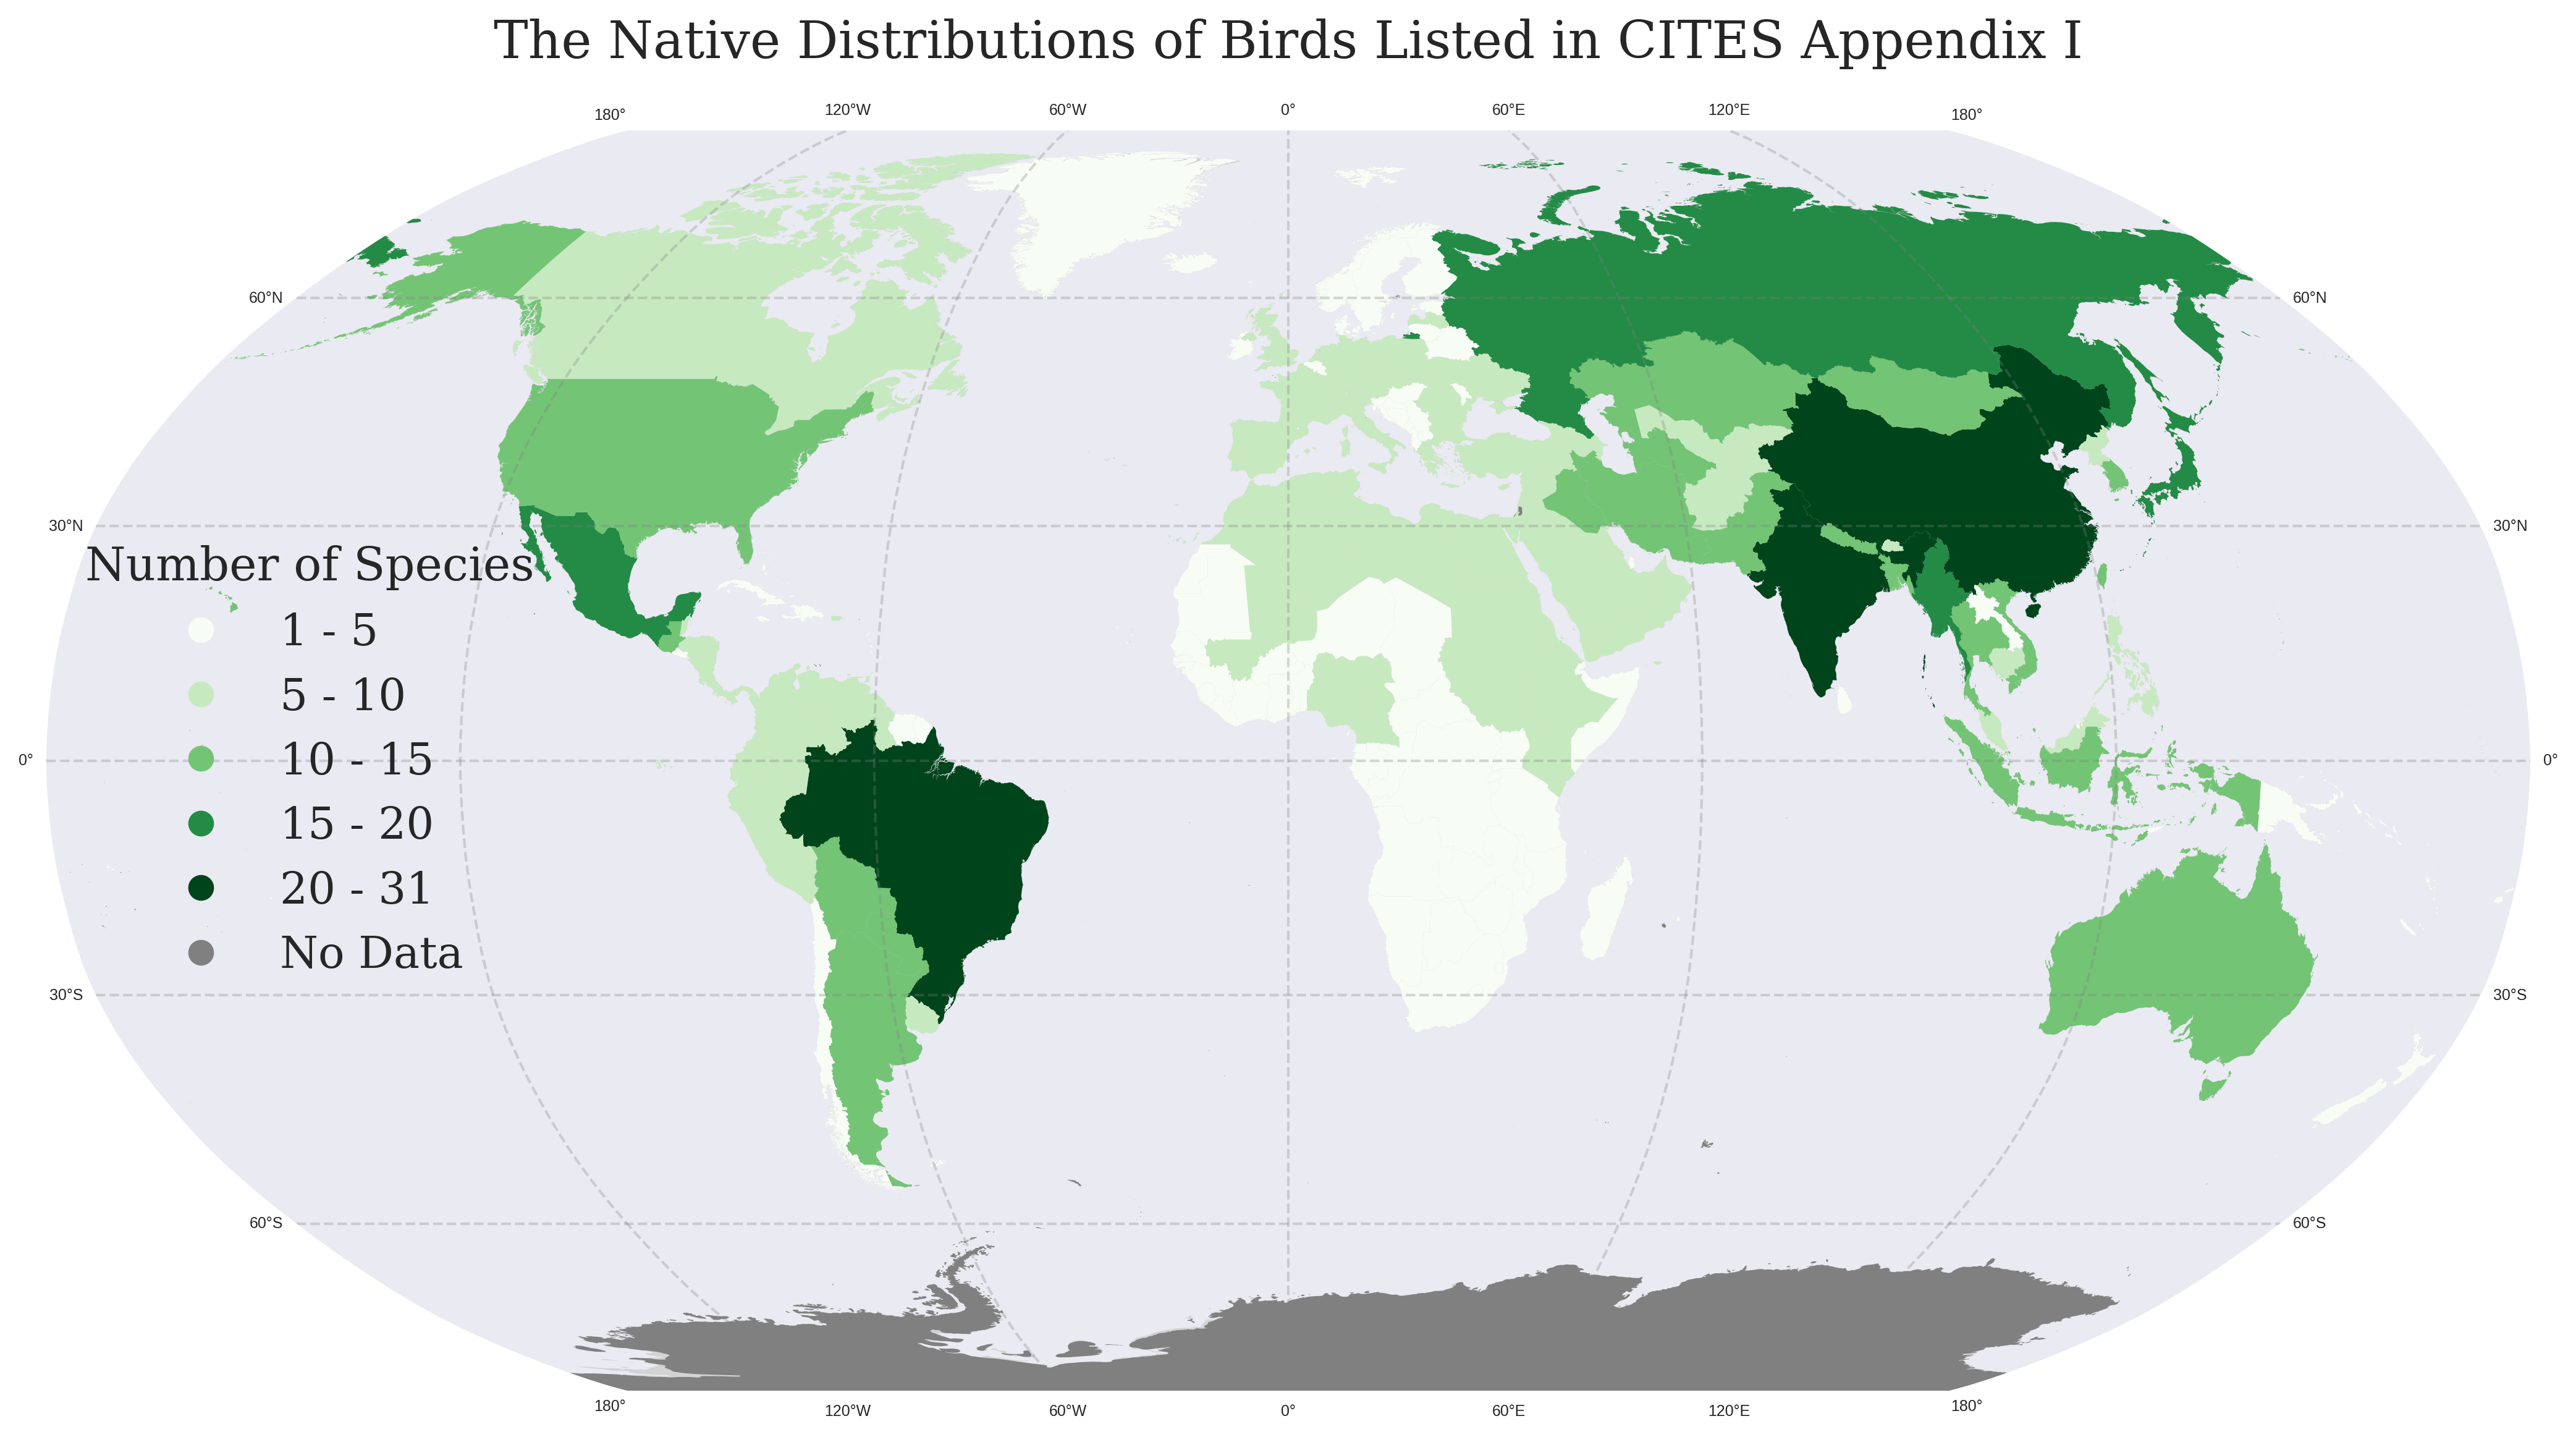 The Native Distributions of Birds Listed in CITES Appendix I
180° 120°W 60°W 0° 60°E 120°E 180°
60°N 60°N
30°N 30°N
Number of Species
1 - 5
5 - 10
10 - 15
0° 0°
15 - 20
20 - 31
No Data
30°S 30°S
60°S 60°S
180° 120°W 60°W 0° 60°E 120°E 180°